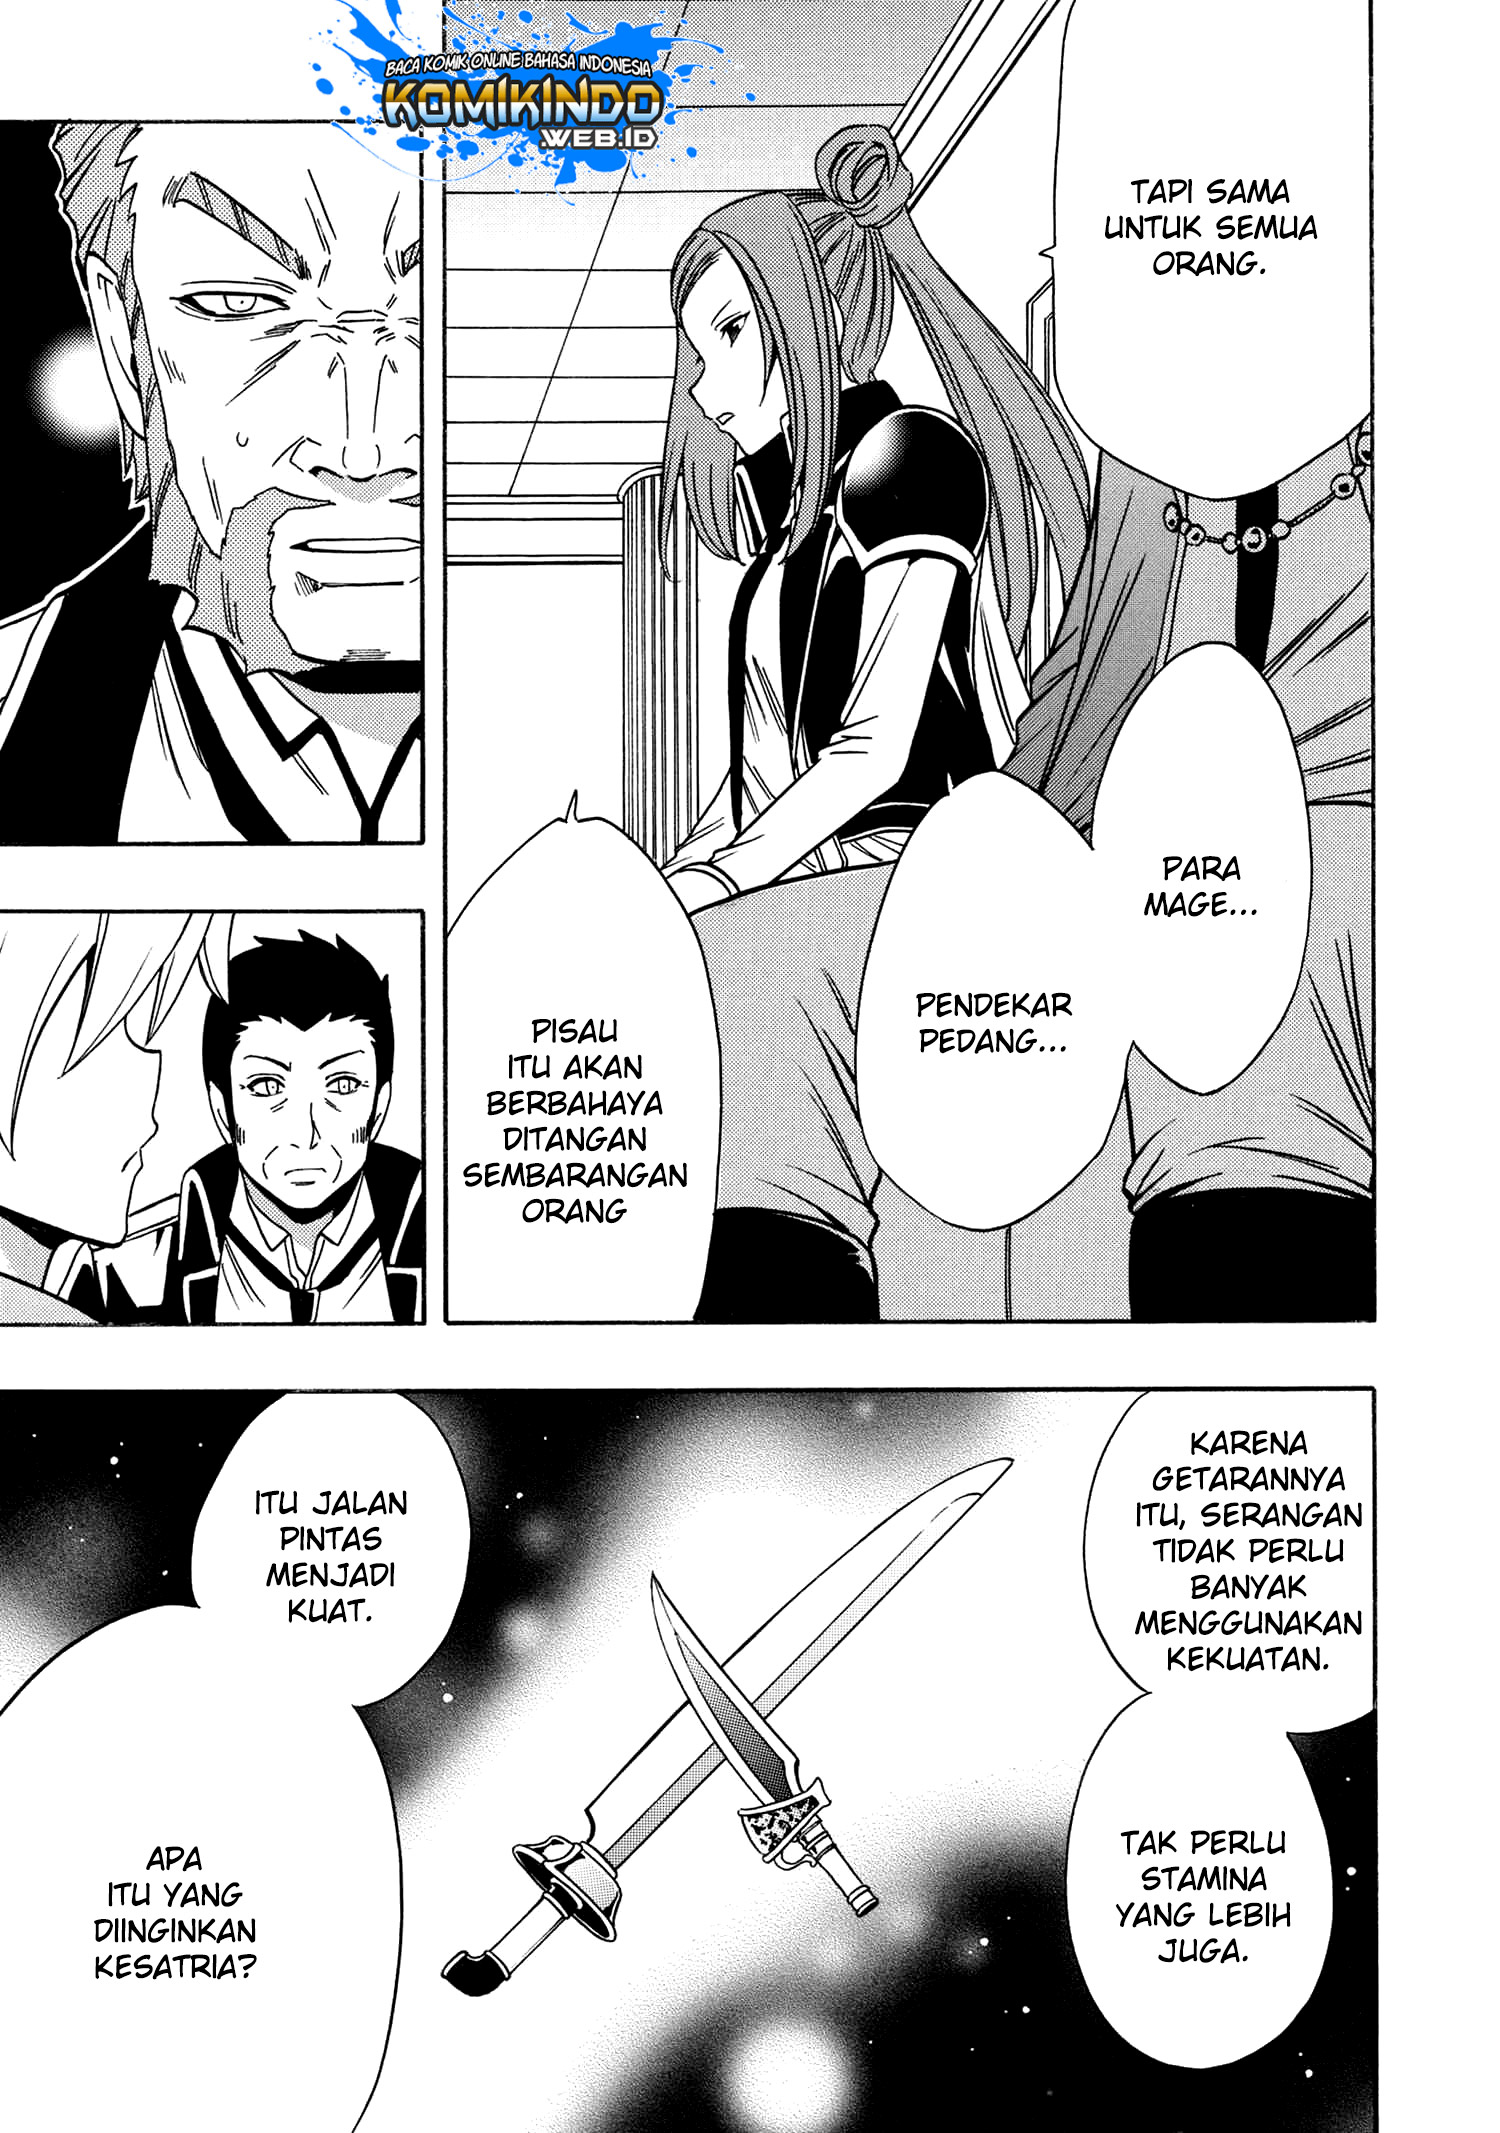 BACA KOMIK ONLINE BAHASA INDONESIA
KOMIKINDO
.WEB.ID
TAPI SAMA
UNTUK SEMUA
ORANG.
PARA
MAGE...
PENDEKAR
PEDANG...
PISAU
ITU AKAN
BERBAHAYA
DITANGAN
SEMBARANGAN
ORANG
KARENA
GETARANNYA
ITU, SERANGAN
TIDAK PERLU
BANYAK
MENGGUNAKAN
KEKUATAN.
TAK PERLU
STAMINA
YANG LEBIH
JUGA.
ITU JALAN
PINTAS
MENJADI
KUAT.
APA
ITU YANG
DIINGINKAN
KESATRIA?